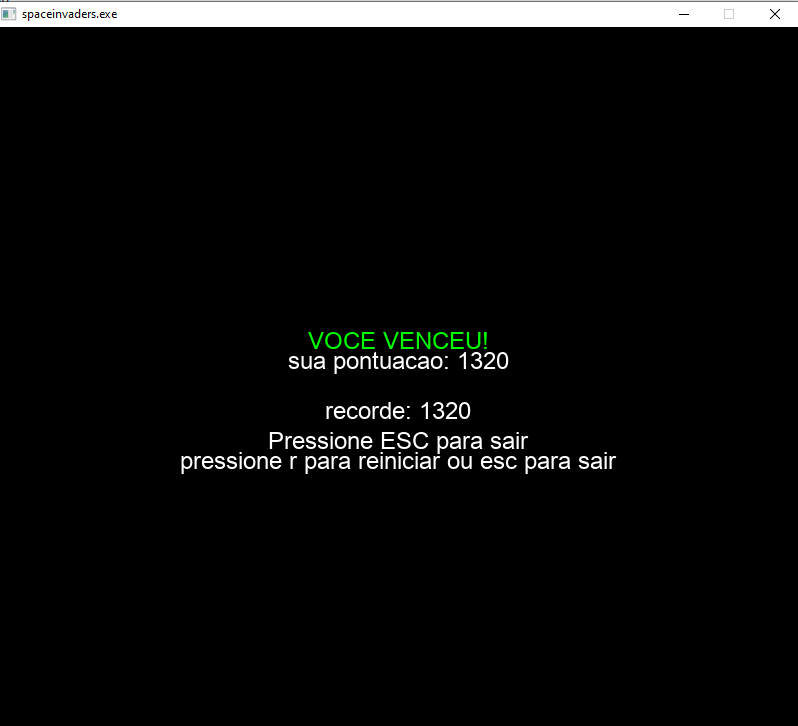 spaceinvaders.exe
VOCE VENCEU!
sua pontuacao: 1320
recorde: 1320
Pressione ESC para sair
pressione r para reiniciar ou esc para sair